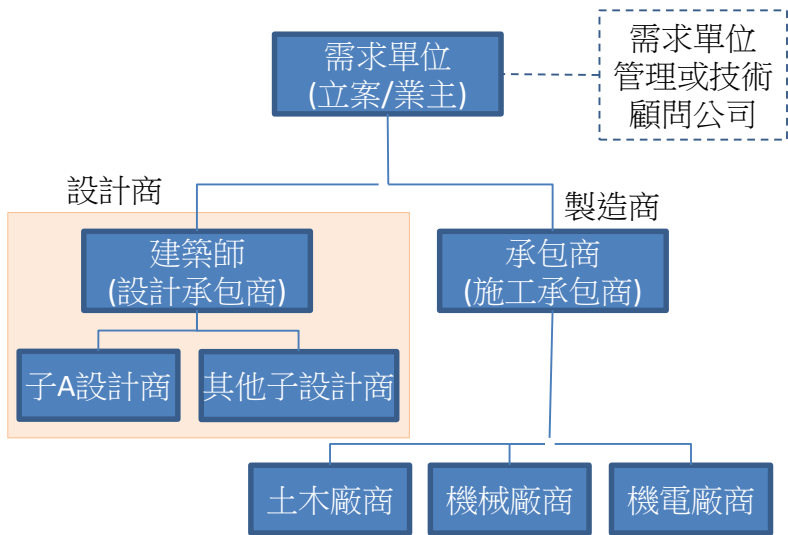 需求單位
(立案/業主)
需求單位
管理或技術
顧問公司
設計商
製造商
建築師
(設計承包商)
承包商
(施工承包商)
子A設計商
其他子設計商
土木廠商
機械廠商
機電廠商